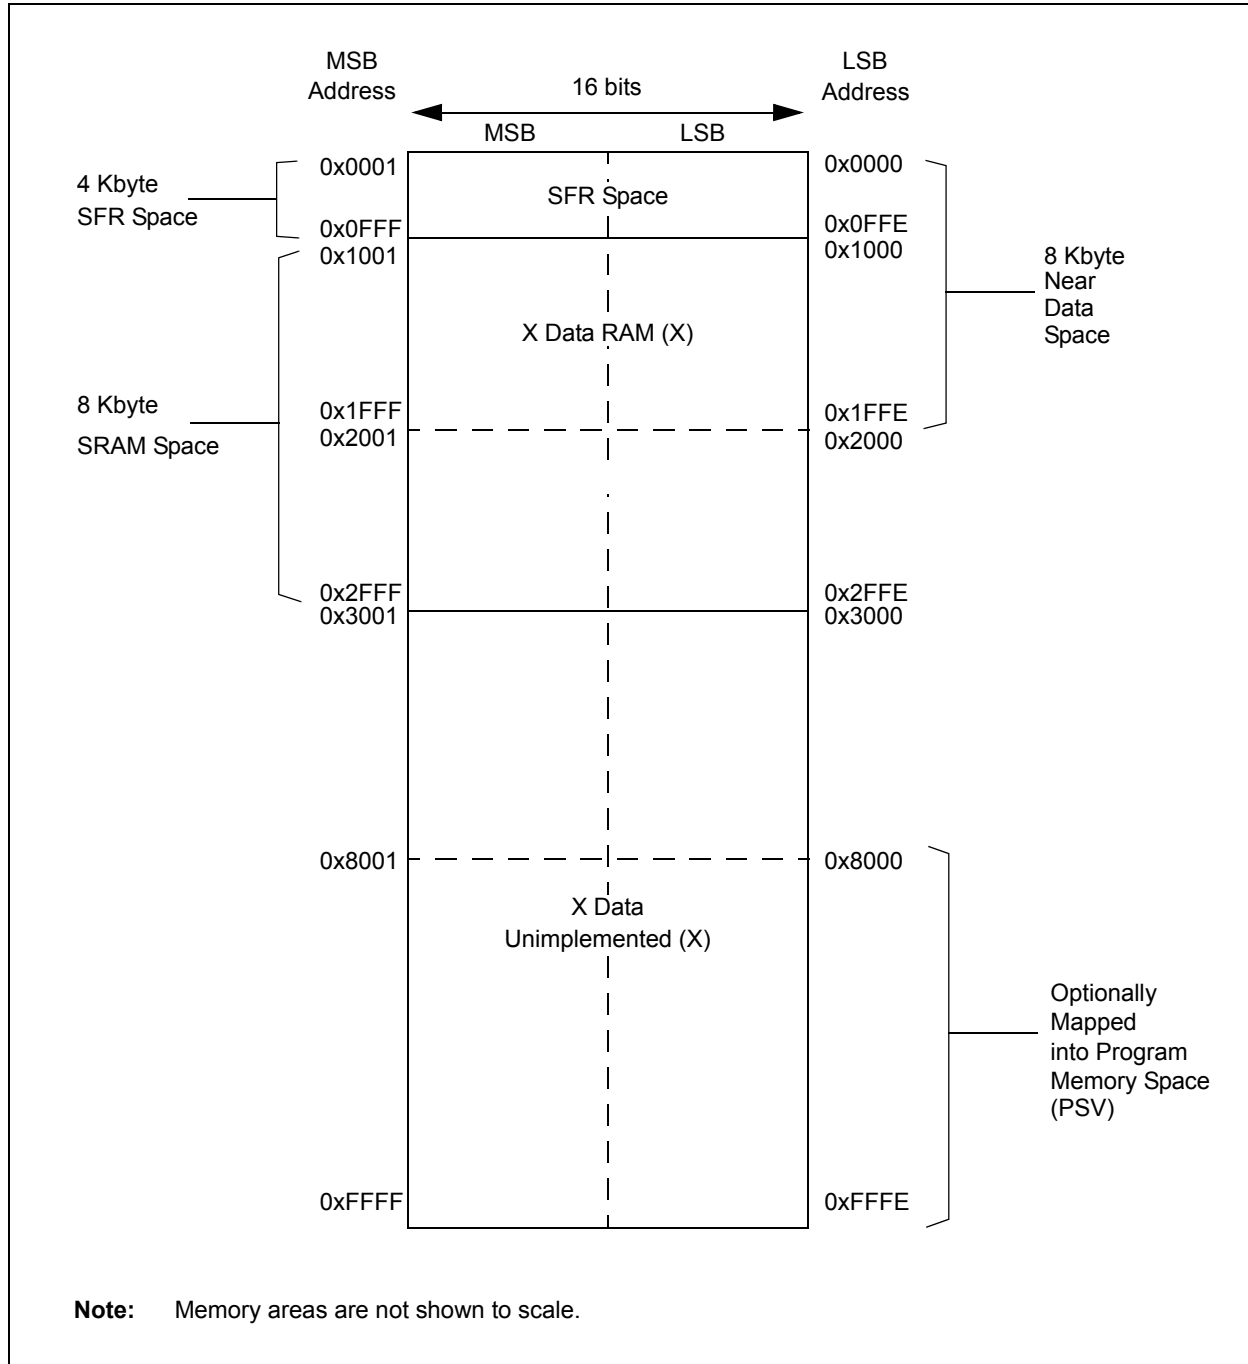 MSB
Address
16 bits
LSB
Address
MSB
LSB
0x0001
0x0000
4 Kbyte
SFR Space
SFR Space
0x0FFF
0x0FFE
0x1001
0x1000
8 Kbyte
Near
Data
Space
X Data RAM (X)
8 Kbyte
SRAM Space
0x1FFF
0x1FFE
0x2001
0x2000
0x2FFF
0x2FFE
0x3001
0x3000
0x8001
0x8000
X Data
Unimplemented (X)
Optionally
Mapped
into Program
Memory Space
(PSV)
0xFFFF
0xFFFE
Note: Memory areas are not shown to scale.